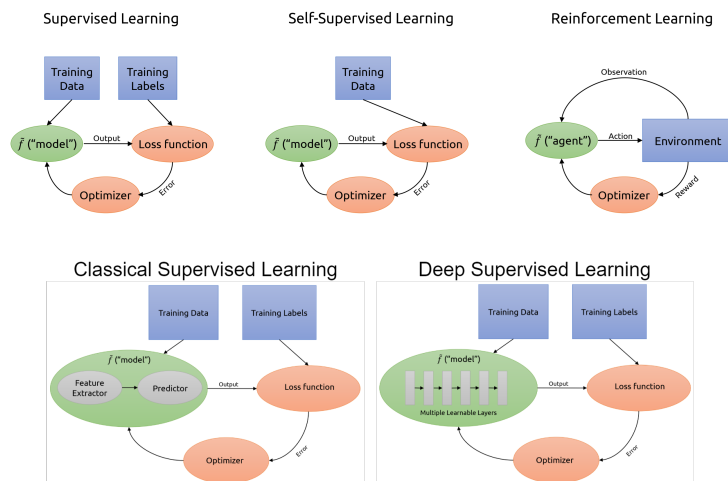 Supervised Learning
Training
Data
Training
Labels
f̃ ("model")
Output
Loss function
Error
Optimizer
Self-Supervised Learning
Training
Data
f̃ ("model")
Output
Loss function
Error
Optimizer
Reinforcement Learning
Observation
f̃ ("agent")
Action
Environment
Reward
Optimizer
Classical Supervised Learning
Training Data
Training Labels
f̃ ("model")
Feature
Extractor
Predictor
Output
Loss function
Error
Optimizer
Deep Supervised Learning
Training Data
Training Labels
f̃ ("model")
Multiple Learnable Layers
Output
Loss function
Error
Optimizer